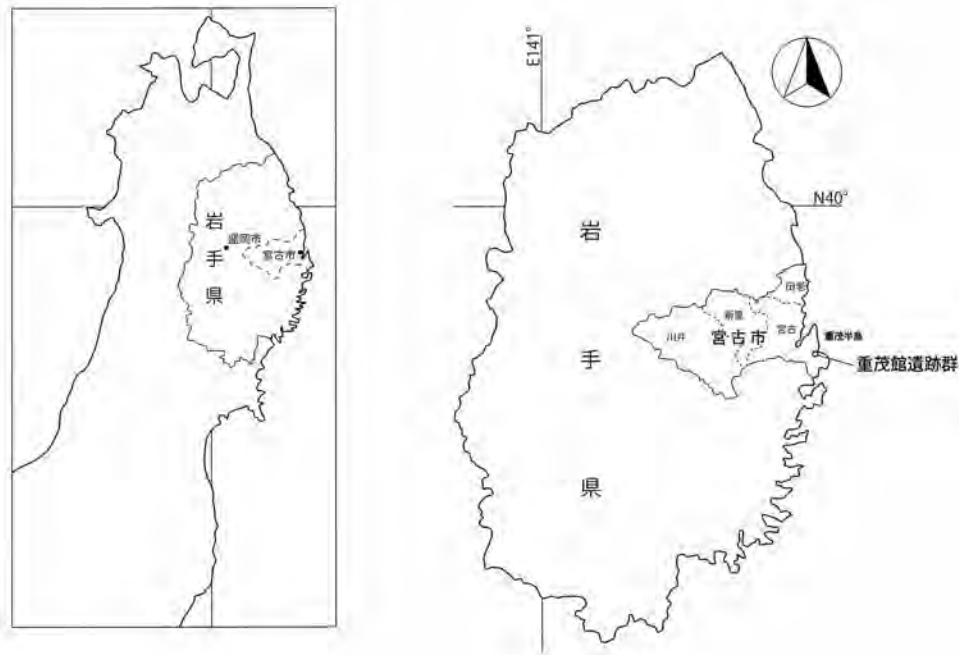 岩手県
盛岡市
宮古市
E141°
N40°
岩手県
田老
新里
川井
宮古市
宮古
重茂半島
重茂館遺跡群